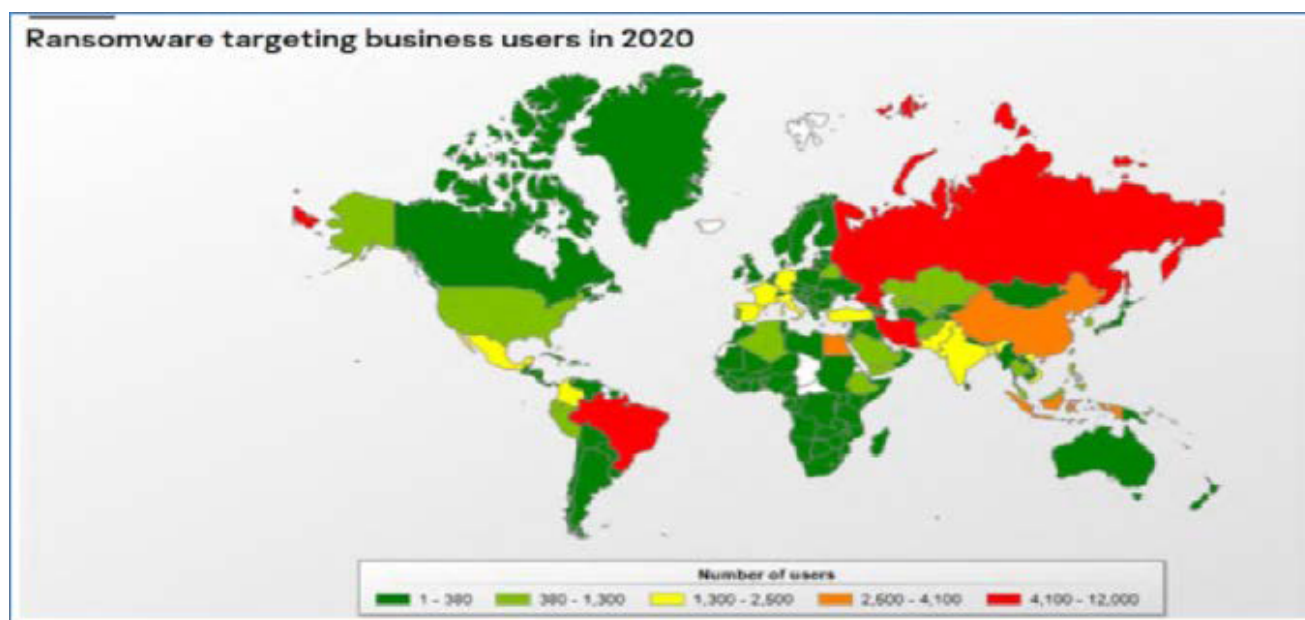 Ransomware targeting business users in 2020
Number of users
1 - 380 380 - 1,300 1,300 - 2,500 2,500 - 4,100 4,100 - 12,000